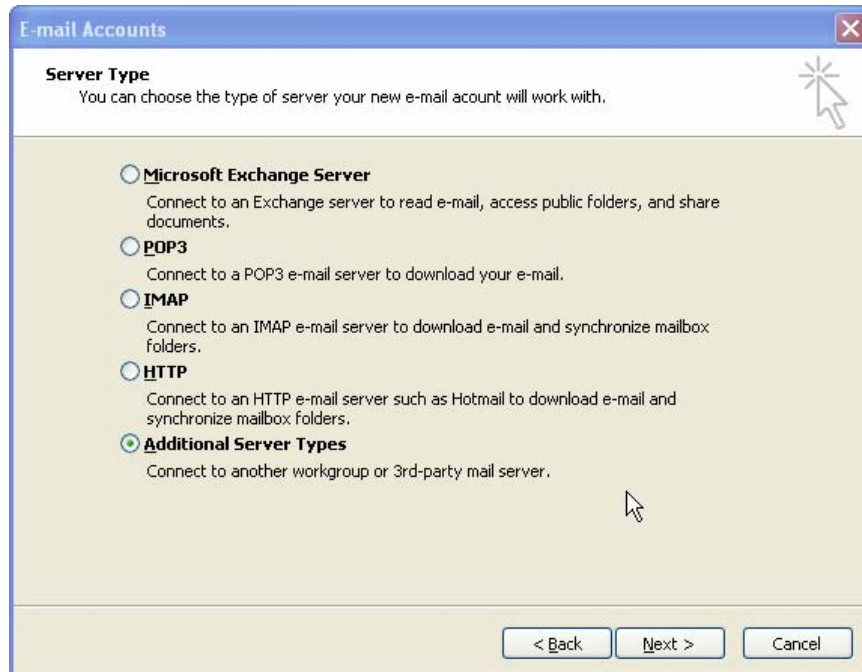 E-mail Accounts
Server Type
You can choose the type of server your new e-mail acount will work with.
Microsoft Exchange Server
Connect to an Exchange server to read e-mail, access public folders, and share
documents.
POP3
Connect to a POP3 e-mail server to download your e-mail.
IMAP
Connect to an IMAP e-mail server to download e-mail and synchronize mailbox
folders.
HTTP
Connect to an HTTP e-mail server such as Hotmail to download e-mail and
synchronize mailbox folders.
Additional Server Types
Connect to another workgroup or 3rd-party mail server.
< Back Next > Cancel